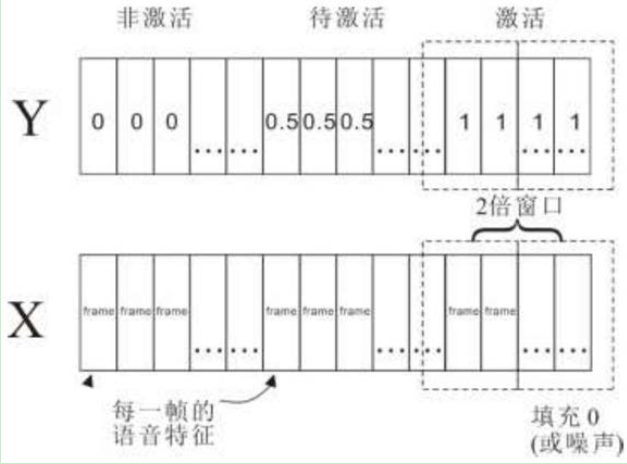 非激活 待激活 激活
Y 0 0 0 ...... 0.5 0.5 0.5 ...... 1 1 1 1 ......
2倍窗口
X frame frame frame ...... frame frame frame ...... frame frame ......
每一帧的
语音特征
填充 0
(或噪声)